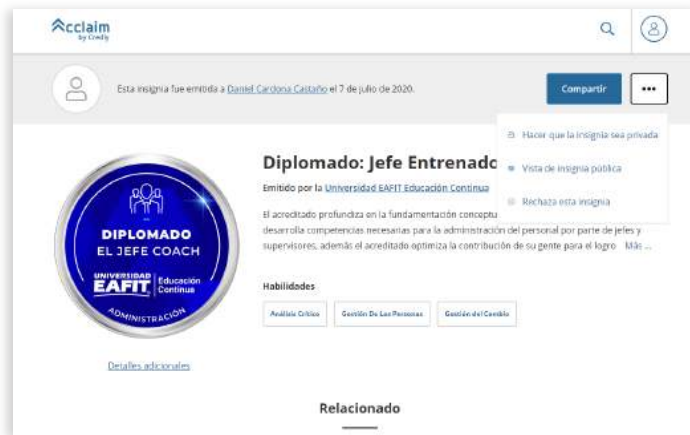 Acclaim
by Credly
Esta insignia fue emitida a Daniel Cardona Castaño el 7 de julio de 2020.
Compartir
•••
Hacer que la insignia sea privada
Vista de insignia pública
Rechaza esta insignia
Diplomado: Jefe Entrenado
Emitido por la Universidad EAFIT Educación Continua
El acreditado profundiza en la fundamentación conceptu
desarrolla competencias necesarias para la administración del personal por parte de jefes y
supervisores, además el acreditado optimiza la contribución de su gente para el logro Más ...
DIPLOMADO
EL JEFE COACH
UNIVERSIDAD
EAFIT
Educación
Continua
ADMINISTRACIÓN
Habilidades
Análisis Crítico
Gestión De Las Personas
Gestión del Cambio
Detalles adicionales
Relacionado